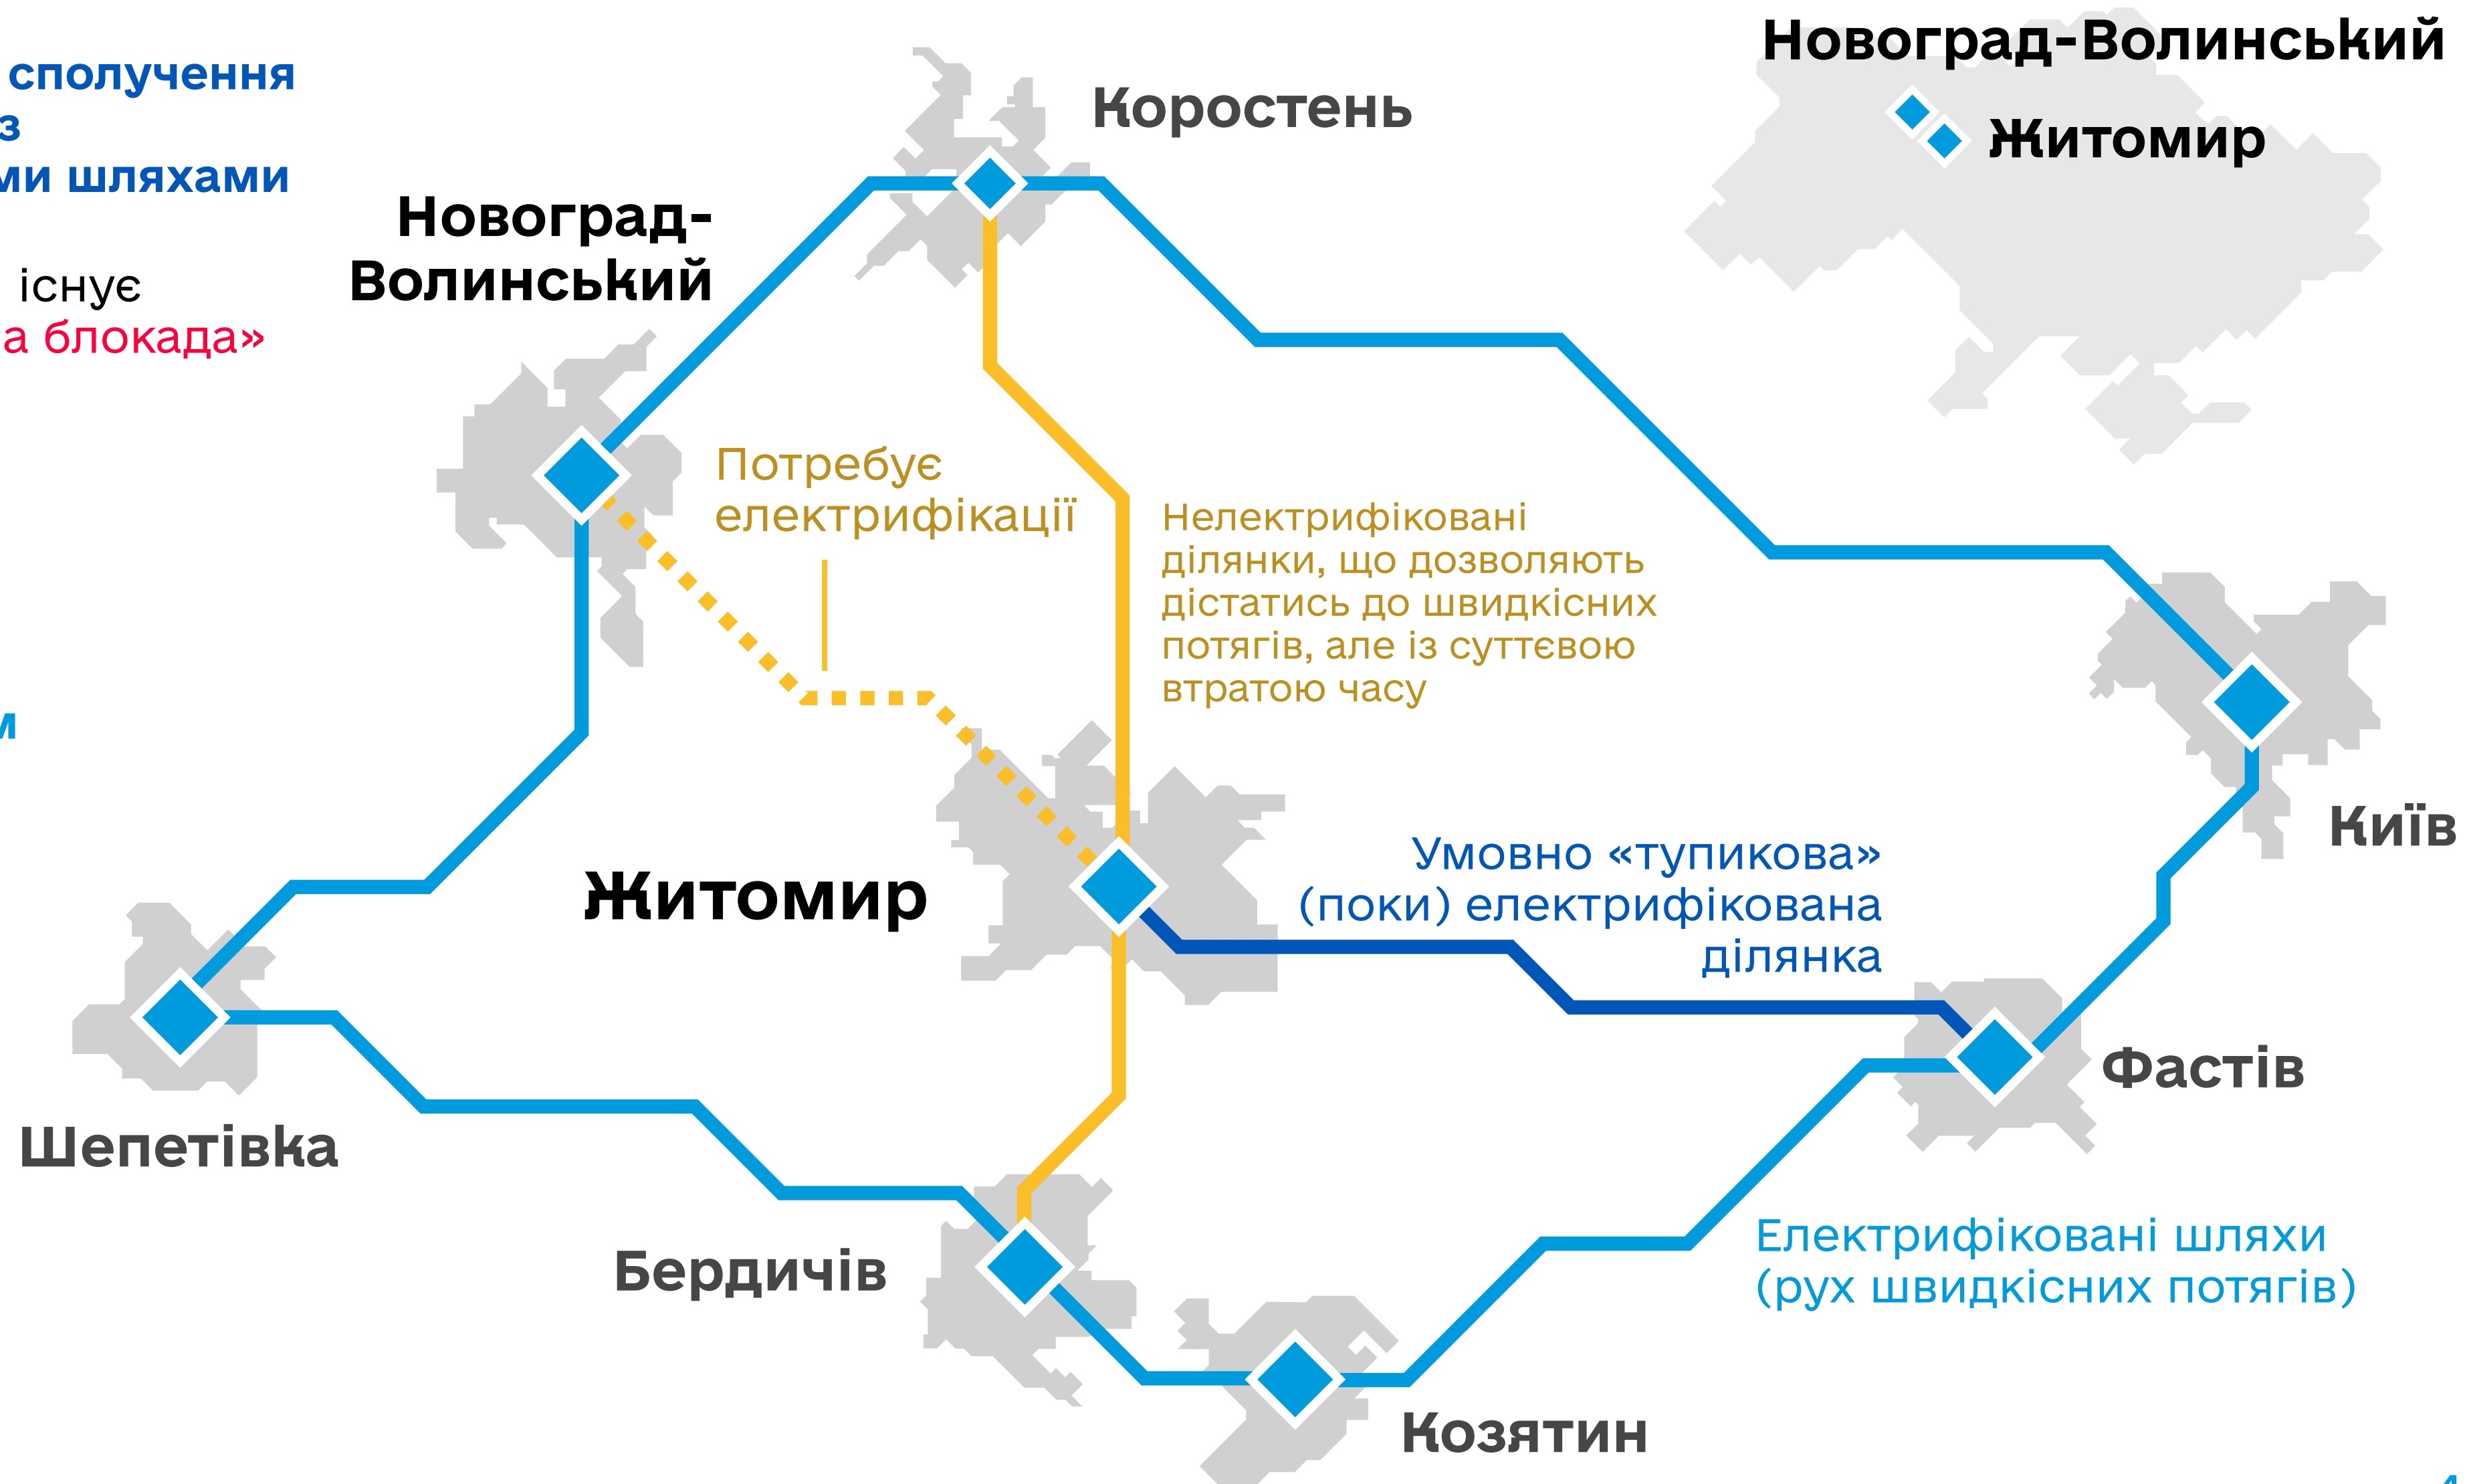 сполучення
з
ми шляхами
існує
а блокада»
м
Новоград-Волинський
Житомир
Коростень
Новоград-
Волинський
Потребує
електрифікації
Нелектрифіковані
ділянки, що дозволяють
дістатись до швидкісних
потягів, але із суттєвою
втратою часу
Житомир
Умовно «тупикова»
(поки) електрифікована
ділянка
Київ
Фастів
Шепетівка
Бердичів
Електрифіковані шляхи
(рух швидкісних потягів)
Козятин